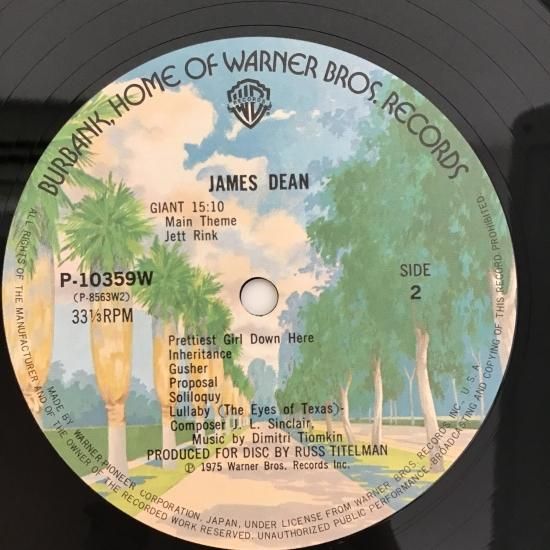 BURBANK, HOME OF WARNER BROS. RECORDS
WB
RECORDS
JAMES DEAN
GIANT 15:10
Main Theme
Jett Rink
P-10359W
(P-8563W2)
33⅓RPM
SIDE
2
Prettiest Girl Down Here
Inheritance
Gusher
Proposal
Soliloquy
Lullaby (The Eyes of Texas)-
Composer J. L. Sinclair,
Music by Dimitri Tiomkin
PRODUCED FOR DISC BY RUSS TITELMAN
Ⓟ 1975 Warner Bros. Records Inc.
MADE BY WARNER-PIONEER CORPORATION, JAPAN, UNDER LICENSE FROM WARNER BROS RECORDS INC. U.S.A.
ALL RIGHTS OF THE MANUFACTURER AND OF THE OWNER OF THE RECORDED WORK RESERVED. UNAUTHORIZED PUBLIC PERFORMANCE BROADCASTING AND COPYING OF THIS RECORD PROHIBITED.